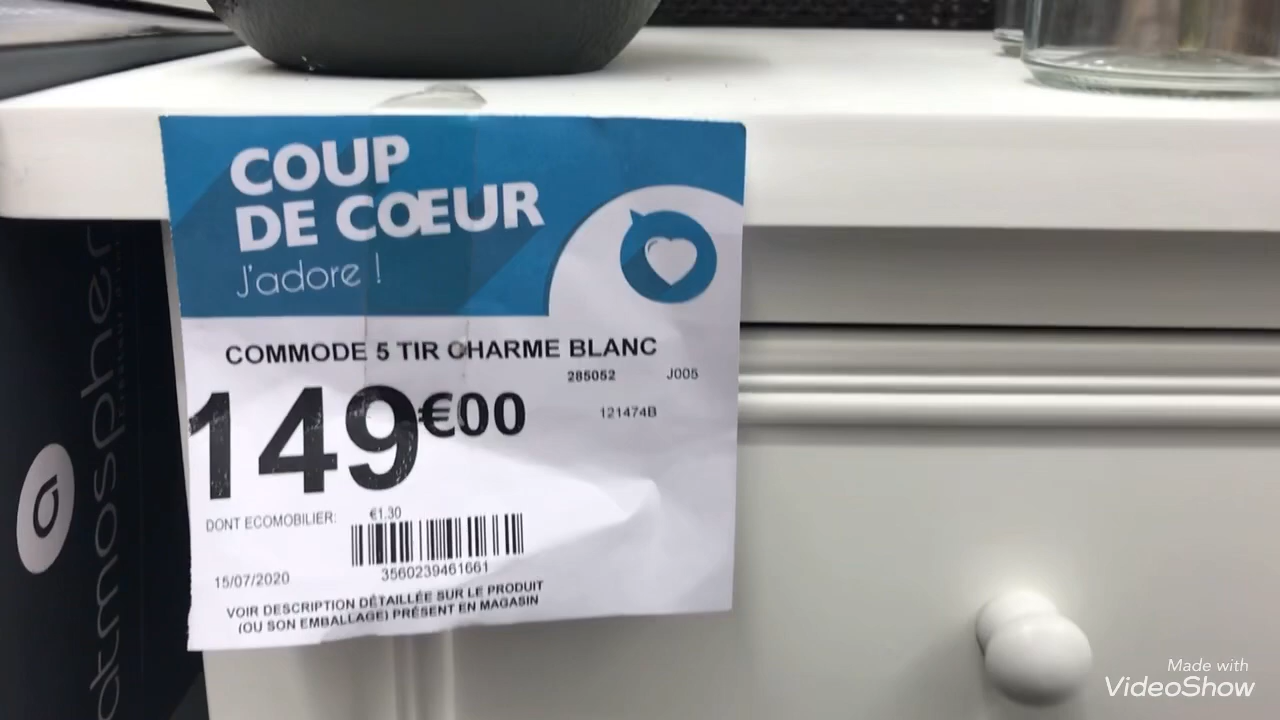 COUP
DE CŒUR
J'adore !
COMMODE 5 TIR CHARME BLANC
285052 J005
149€00
121474B
DONT ECOMOBILIER: €1.30
3560239461661
15/07/2020
VOIR DESCRIPTION DÉTAILLÉE SUR LE PRODUIT
(OU SON EMBALLAGE) PRÉSENT EN MAGASIN
a
atmospher
Made with
VideoShow